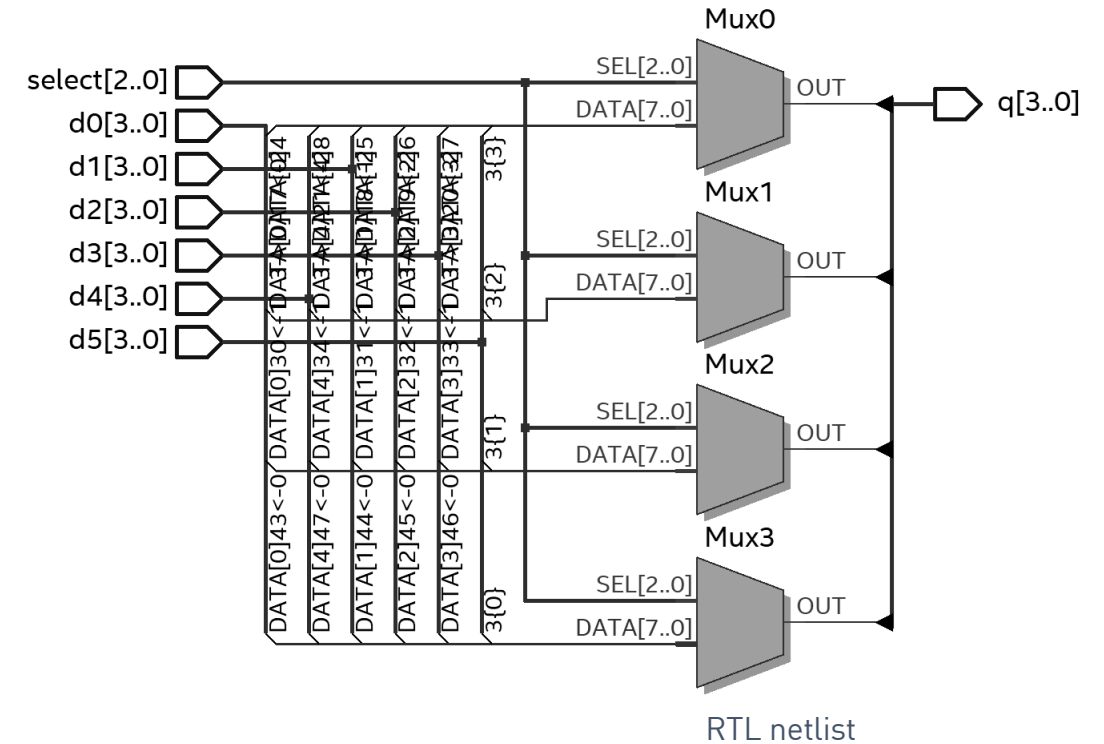 Mux0
select[2..0]
SEL[2..0]
OUT
q[3..0]
d0[3..0]
DATA[7..0]
d1[3..0]
3{3}
d2[3..0]
Mux1
d3[3..0]
SEL[2..0]
OUT
d4[3..0]
DATA[7..0]
3{2}
d5[3..0]
Mux2
DATA[0]30<-1
DATA[4]34<-1
DATA[1]31<-1
DATA[2]32<-1
DATA[3]33<-1
3{1}
SEL[2..0]
OUT
DATA[7..0]
Mux3
DATA[0]43<-0
DATA[4]47<-0
DATA[1]44<-0
DATA[2]45<-0
DATA[3]46<-0
3{0}
SEL[2..0]
OUT
DATA[7..0]
RTL netlist